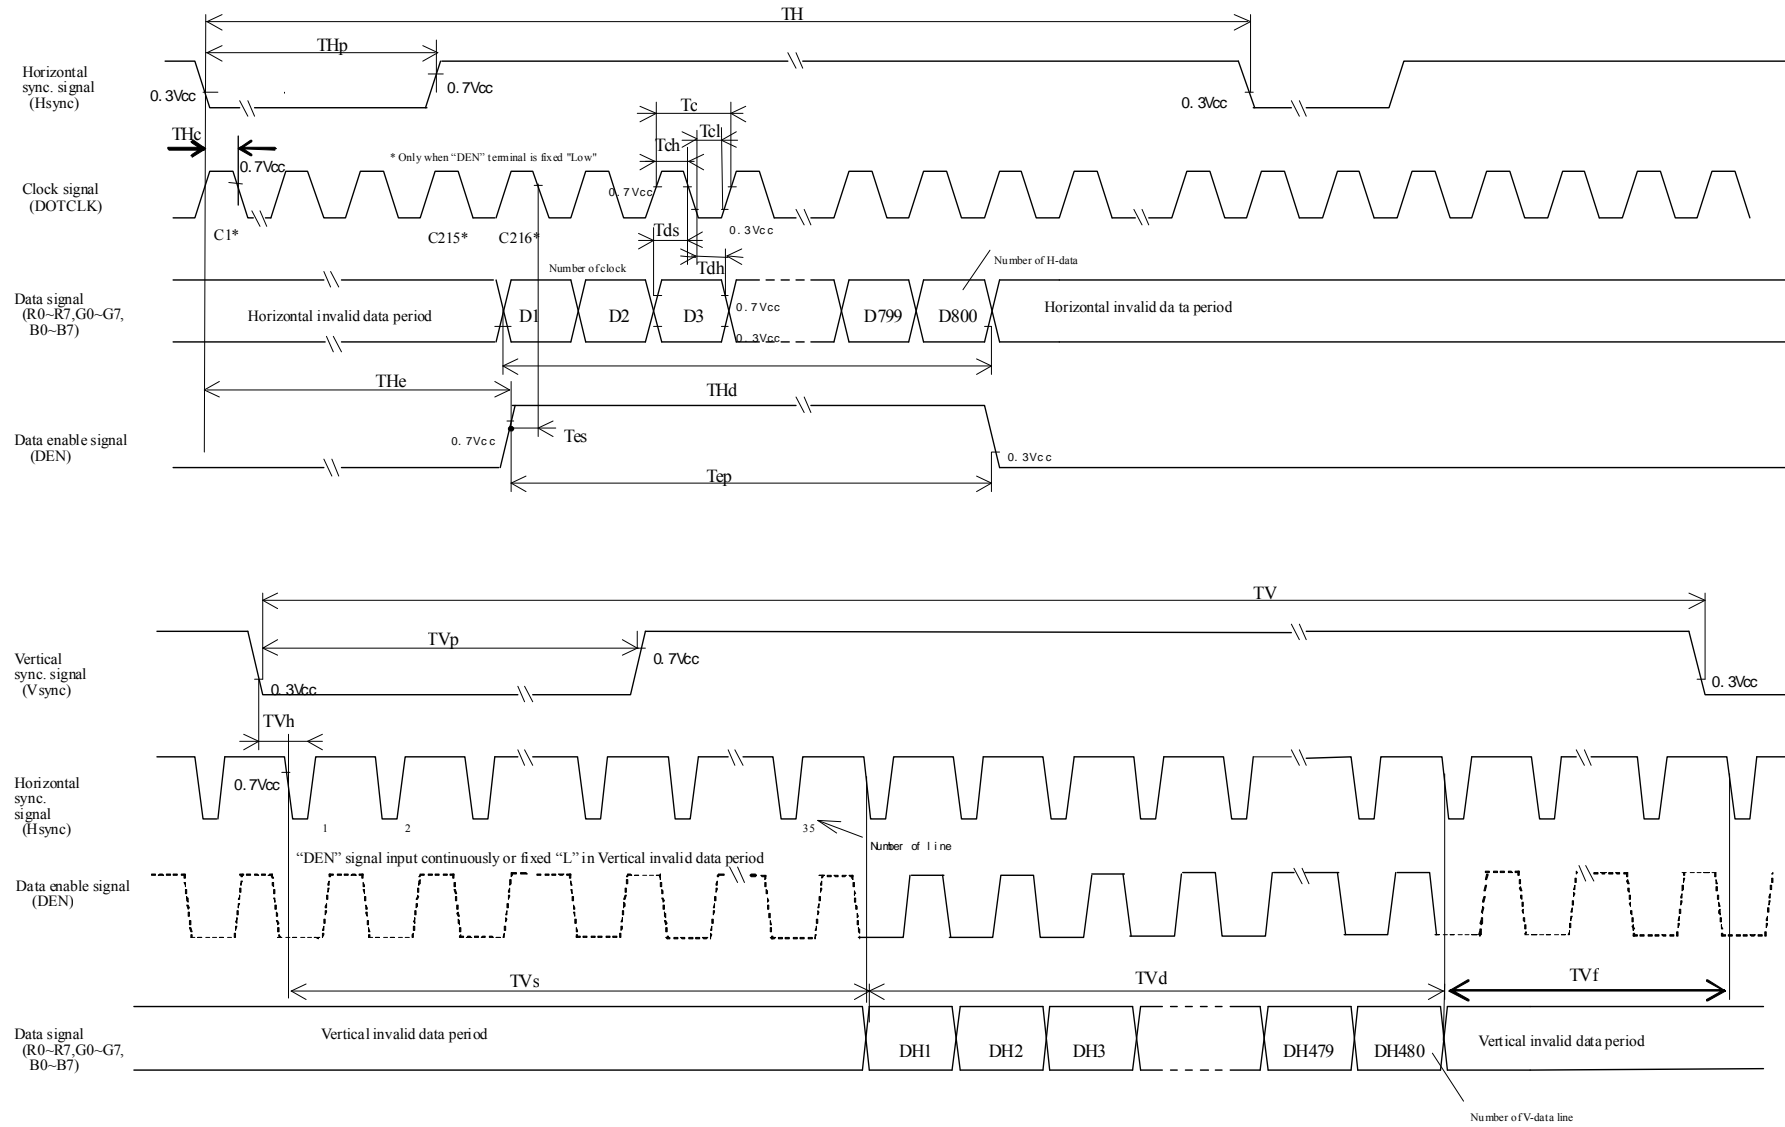 TH
THp
Horizontal
sync. signal
(Hsync)
0.3Vcc
0.7Vcc
0.3Vcc
Tc
THc
Tcl
Tch
0.7Vcc
* Only when “DEN” terminal is fixed "Low"
Clock signal
(DOTCLK)
0.7Vcc
C1*
C215*
C216*
0.3Vcc
Tds
Number of clock
Tdh
Number of H-data
Data signal
(R0~R7,G0~G7,
B0~B7)
Horizontal invalid data period
D1
D2
D3
0.7Vcc
0.3Vcc
D799
D800
Horizontal invalid da ta period
THe
THd
Data enable signal
(DEN)
0.7Vcc
Tes
0.3Vcc
Tep
TV
TVp
Vertical
sync. signal
(Vsync)
0.7Vcc
0.3Vcc
0.3Vcc
TVh
Horizontal
sync.
signal
(Hsync)
0.7Vcc
1
2
35
Number of line
“DEN” signal input continuously or fixed “L” in Vertical invalid data period
Data enable signal
(DEN)
TVs
TVd
TVf
Data signal
(R0~R7,G0~G7,
B0~B7)
Vertical invalid data period
DH1
DH2
DH3
DH479
DH480
Vertical invalid data period
Number of V-data line